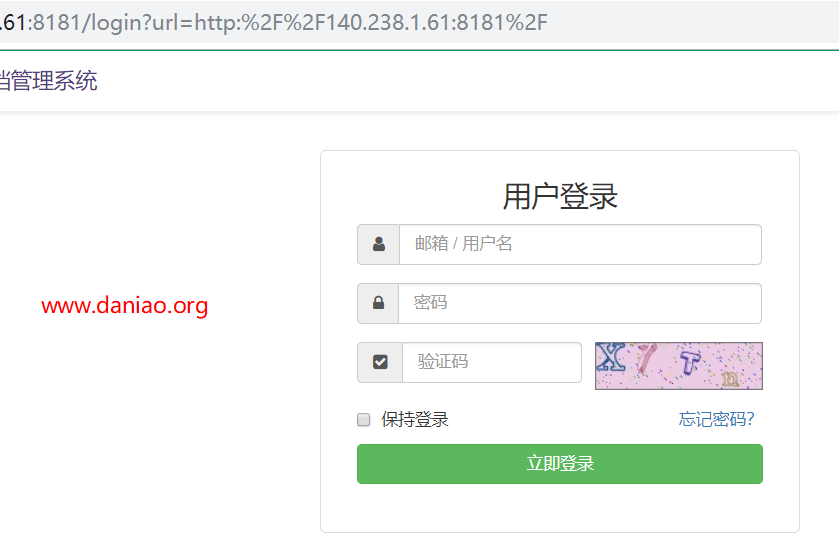 .61:8181/login?url=http:%2F%2F140.238.1.61:8181%2F
档管理系统
用户登录
邮箱 / 用户名
www.daniao.org
密码
验证码
保持登录
忘记密码?
立即登录